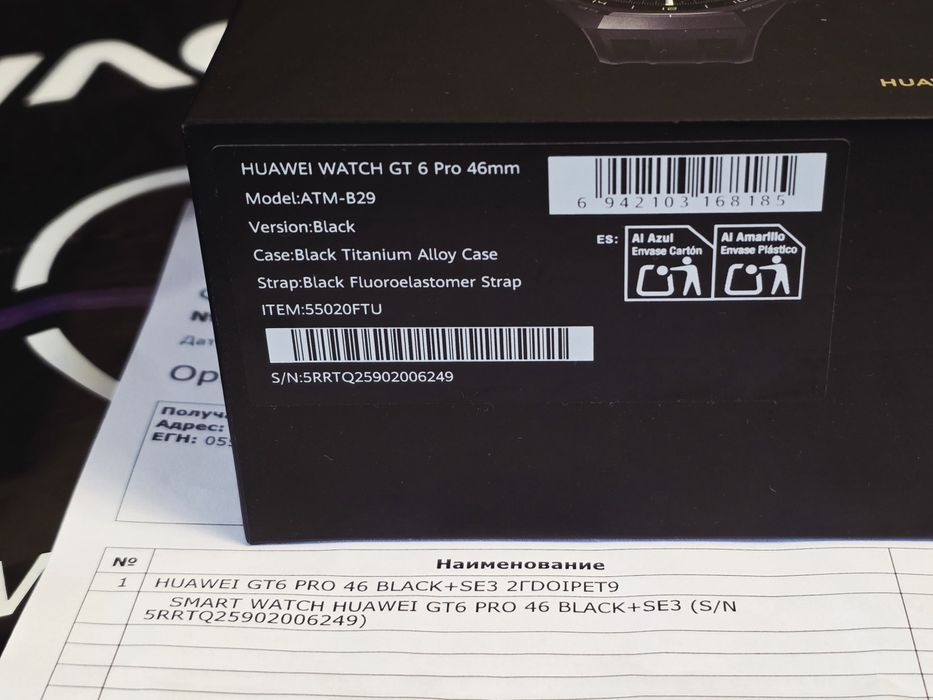 HUAWEI WATCH GT 6 Pro 46mm
Model:ATM-B29
Version:Black
Case:Black Titanium Alloy Case
Strap:Black Fluoroelastomer Strap
ITEM:55020FTU
S/N:5RRTQ25902006249
6 942103 168185
ES:
Al Azul
Envase Cartón
Al Amarillo
Envase Plástico
Адрес:
ЕГН:
№ Наименование
1 HUAWEI GT6 PRO 46 BLACK+SE3 2ГDOIPET9
SMART WATCH HUAWEI GT6 PRO 46 BLACK+SE3 (S/N
5RRTQ25902006249)